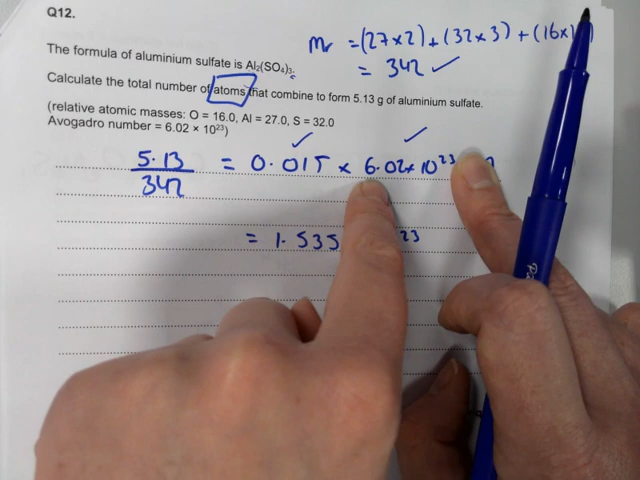 Q12.
Mr = (27×2) + (32×3) + (16×
= 342 ✓
The formula of aluminium sulfate is Al₂(SO₄)₃.
Calculate the total number of atoms that combine to form 5.13 g of aluminium sulfate.
(relative atomic masses: O = 16.0, Al = 27.0, S = 32.0
Avogadro number = 6.02 × 10²³)
5.13 / 342 = 0.015 × 6.02 × 10²³
= 1.535 23